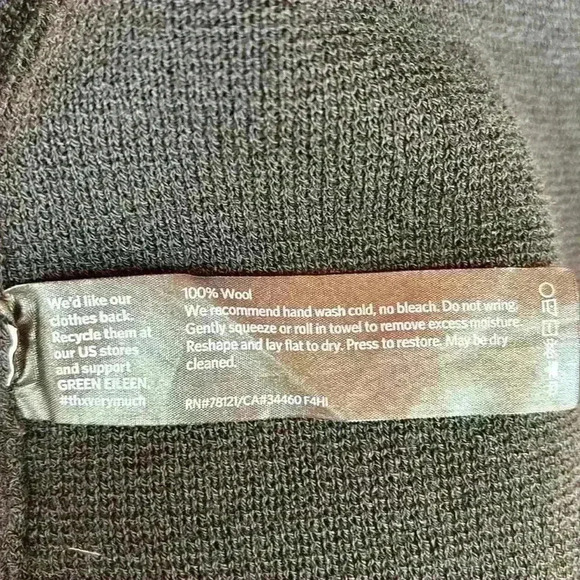 We'd like our
clothes back.
Recycle them at
our US stores
and support
GREEN EILEEN.
#thxverymuch
100% Wool
We recommend hand wash cold, no bleach. Do not wring.
Gently squeeze or roll in towel to remove excess moisture.
Reshape and lay flat to dry. Press to restore. May be dry
cleaned.
RN#78121/CA#34460 F4HI